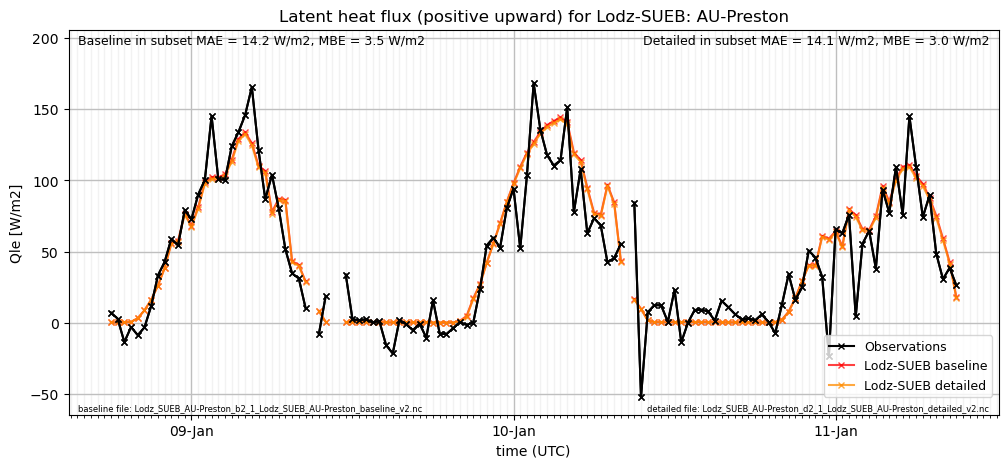 Latent heat flux (positive upward) for Lodz-SUEB: AU-Preston
Baseline in subset MAE = 14.2 W/m2, MBE = 3.5 W/m2
Detailed in subset MAE = 14.1 W/m2, MBE = 3.0 W/m2
200
150
100
50
0
−50
Qle [W/m2]
Observations
Lodz-SUEB baseline
Lodz-SUEB detailed
baseline file: Lodz_SUEB_AU-Preston_b2_1_Lodz_SUEB_AU-Preston_baseline_v2.nc
detailed file: Lodz_SUEB_AU-Preston_d2_1_Lodz_SUEB_AU-Preston_detailed_v2.nc
09-Jan
10-Jan
11-Jan
time (UTC)